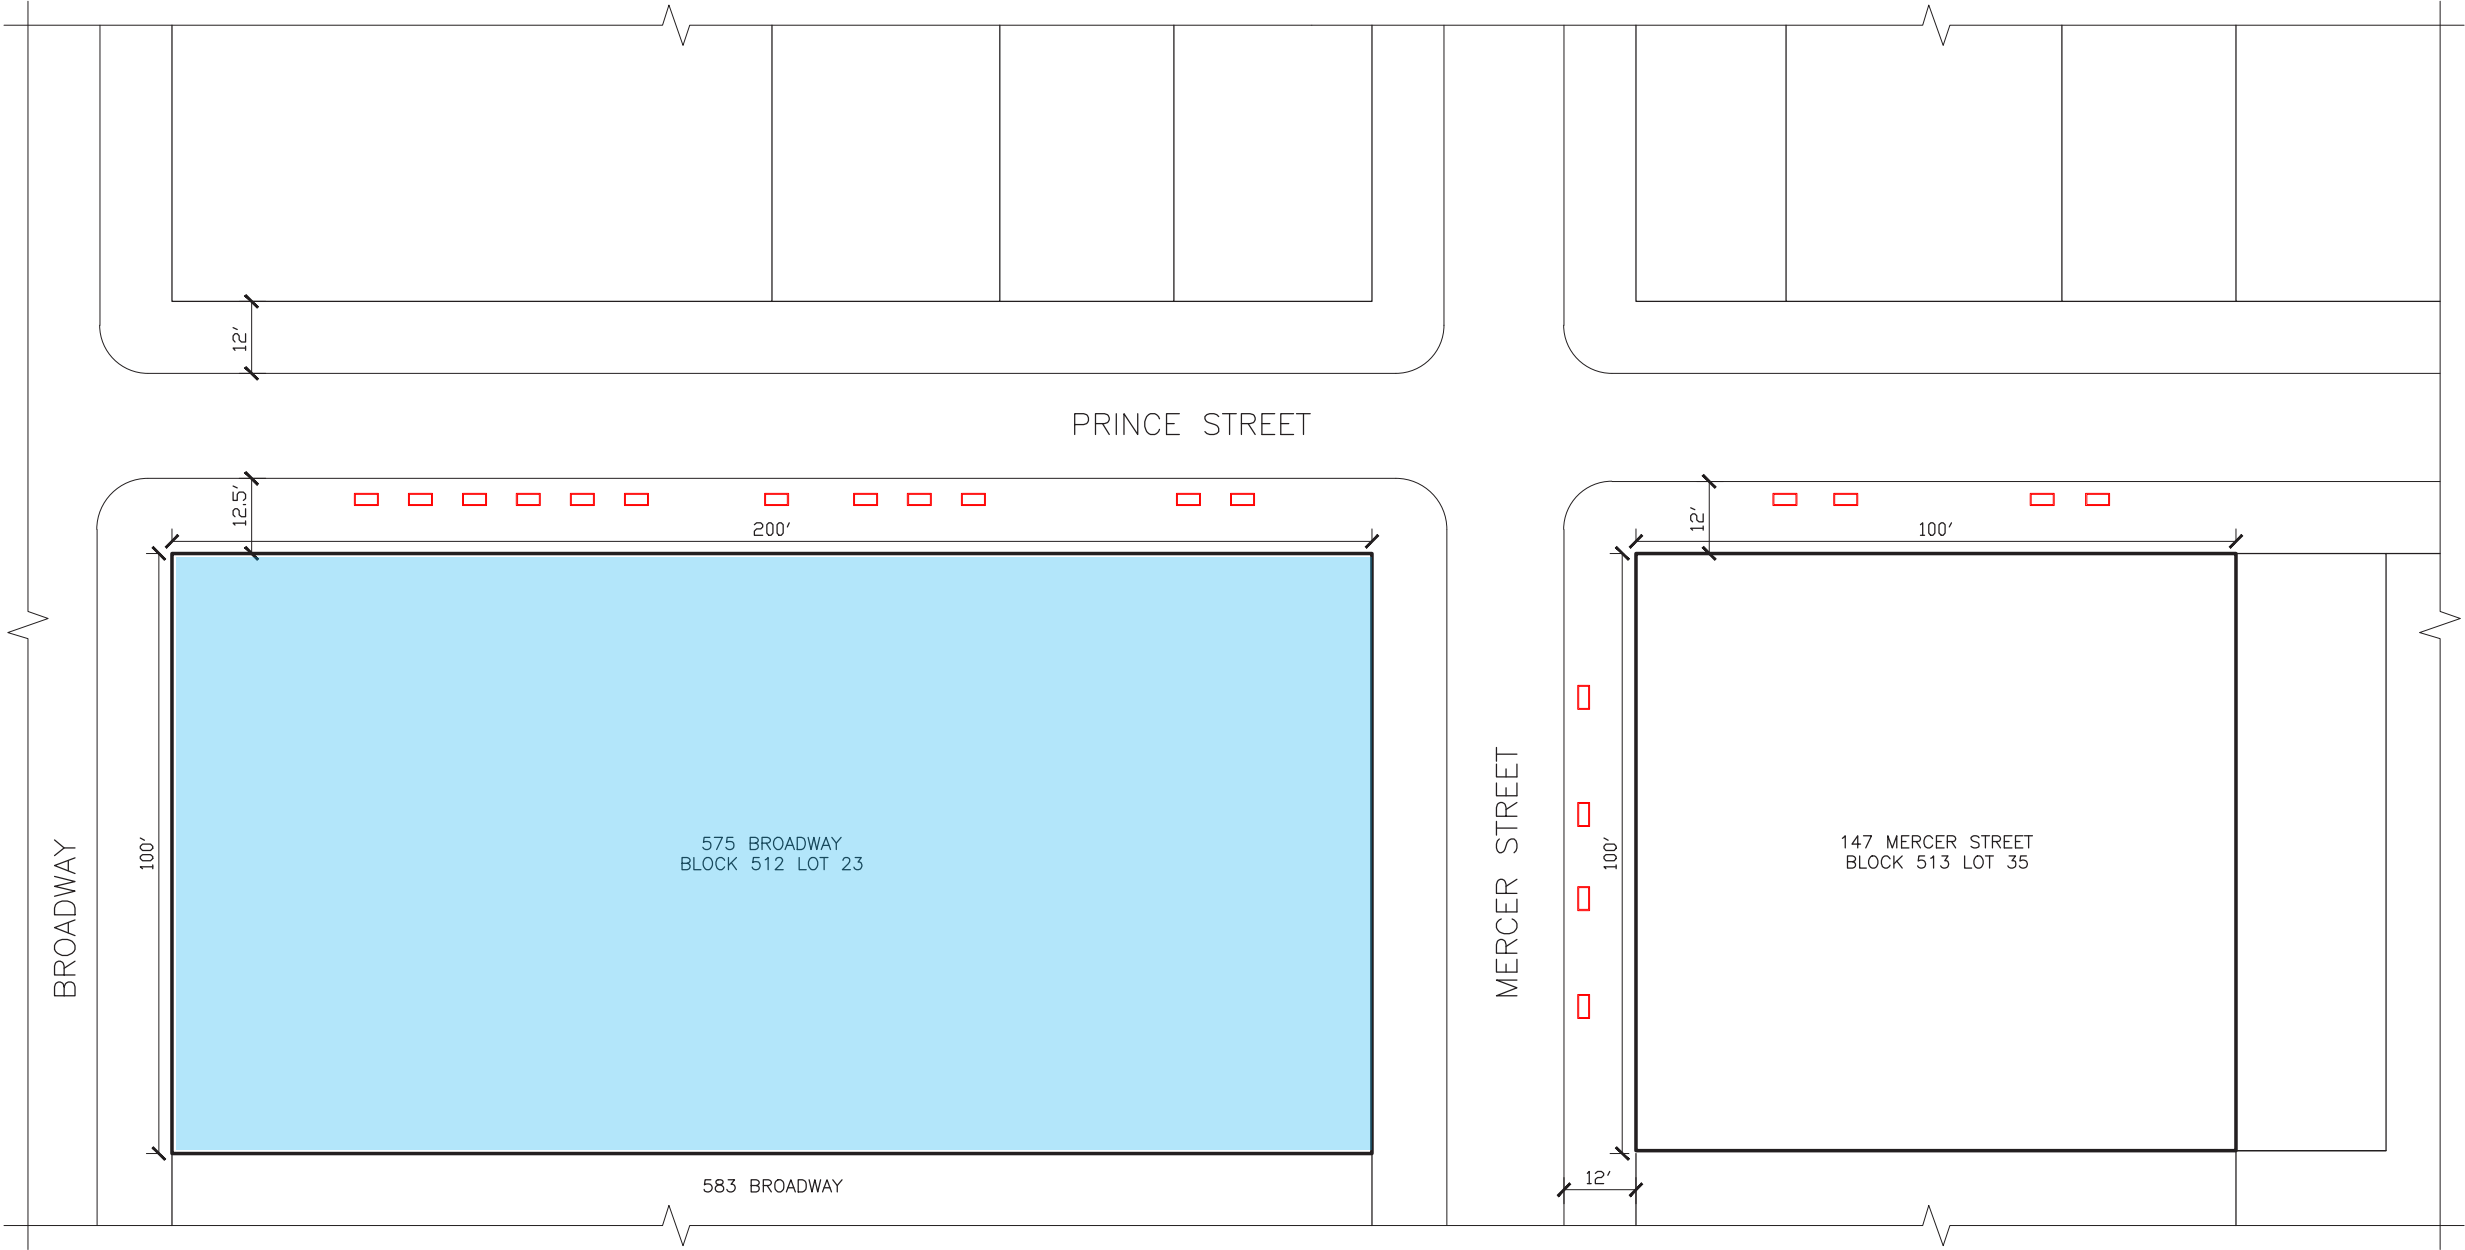 12'
PRINCE STREET
12.5'
200'
12'
100'
BROADWAY
100'
575 BROADWAY
BLOCK 512 LOT 23
MERCER STREET
100'
147 MERCER STREET
BLOCK 513 LOT 35
583 BROADWAY
12'